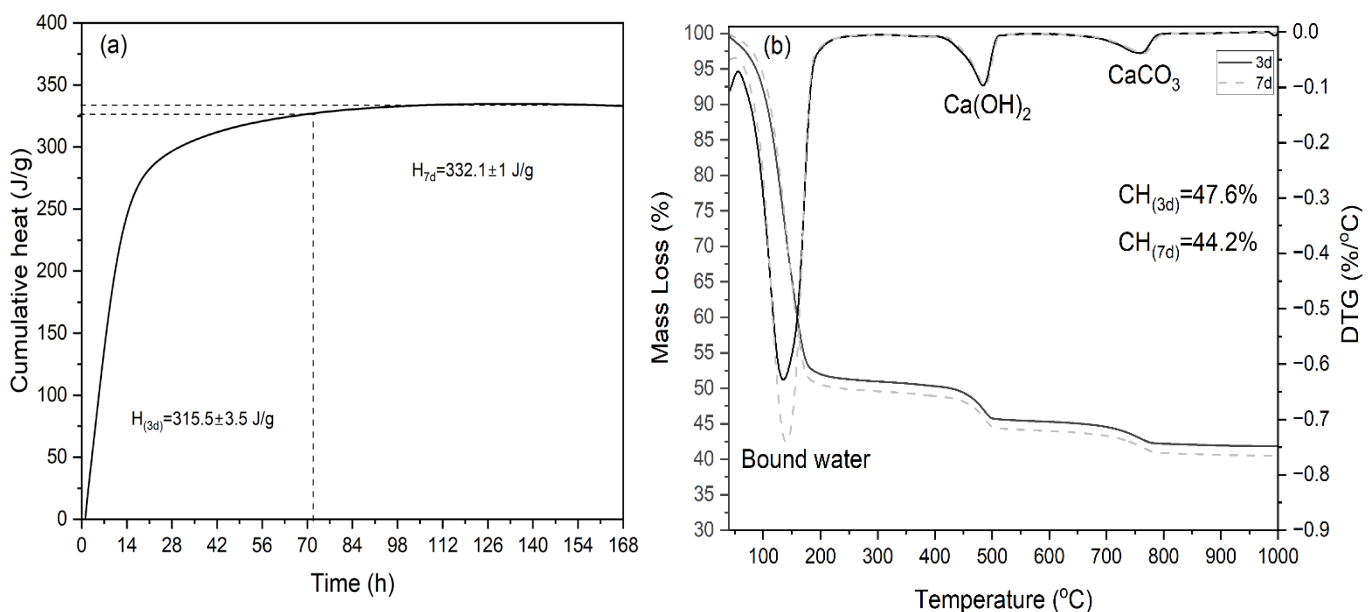 (a)
Cumulative heat (J/g)
400
350
300
250
200
150
100
50
0
H7d=332.1±1 J/g
H(3d)=315.5±3.5 J/g
0 14 28 42 56 70 84 98 112 126 140 154 168
Time (h)
(b)
Mass Loss (%)
100
95
90
85
80
75
70
65
60
55
50
45
40
35
30
Ca(OH)2
CaCO3
3d
7d
CH(3d)=47.6%
CH(7d)=44.2%
Bound water
100 200 300 400 500 600 700 800 900 1000
Temperature (oC)
0.0
−0.1
−0.2
−0.3
−0.4
−0.5
−0.6
−0.7
−0.8
−0.9
DTG (%/oC)